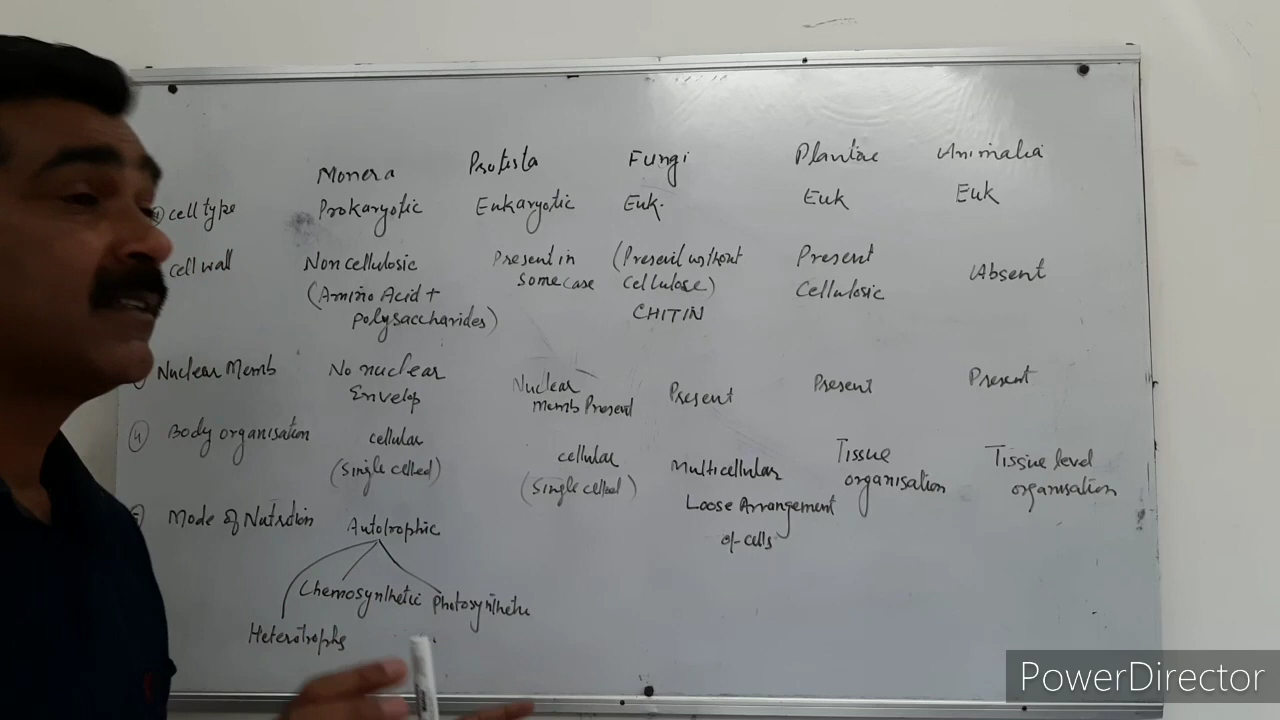 Monera Protista Fungi Plantae Animalia
cell type Prokaryotic Eukaryotic Euk. Euk Euk
cell wall Non cellulosic Present in (Present without Present Absent
(Amino Acid + some case cellulose) Cellulosic
polysaccharides) CHITIN
Nuclear Memb No nuclear Nuclear Present Present Present
Envelop Memb Present
4 Body organisation cellular cellular Multicellular Tissue Tissue level
(Single celled) (Single celled) Loose Arrangement organisation organisation
of cells
Mode of Nutrition Autotrophic
Chemosynthetic Photosynthetic
Heterotrophs
PowerDirector